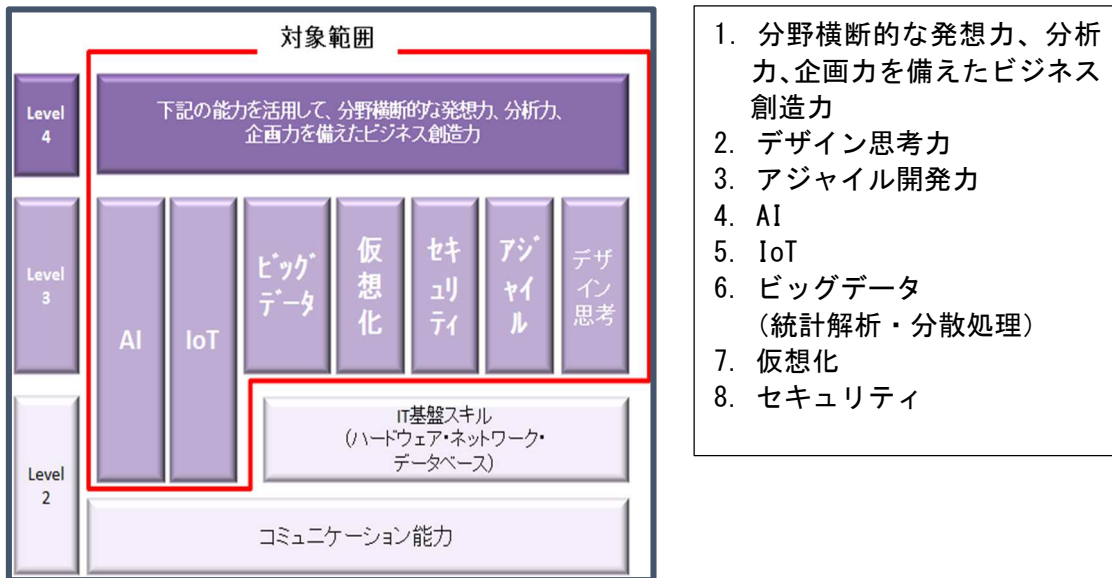 対象範囲
Level
4
下記の能力を活用して、分野横断的な発想力、分析力、
企画力を備えたビジネス創造力
Level
3
AI
IoT
ビッグ
データ
仮
想
化
セキ
ュリ
ティ
アジ
ャイ
ル
デザ
イン
思考
Level
2
IT基盤スキル
(ハードウェア・ネットワーク・
データベース)
コミュニケーション能力
1. 分野横断的な発想力、分析
力、企画力を備えたビジネス
創造力
2. デザイン思考力
3. アジャイル開発力
4. AI
5. IoT
6. ビッグデータ
(統計解析・分散処理)
7. 仮想化
8. セキュリティ